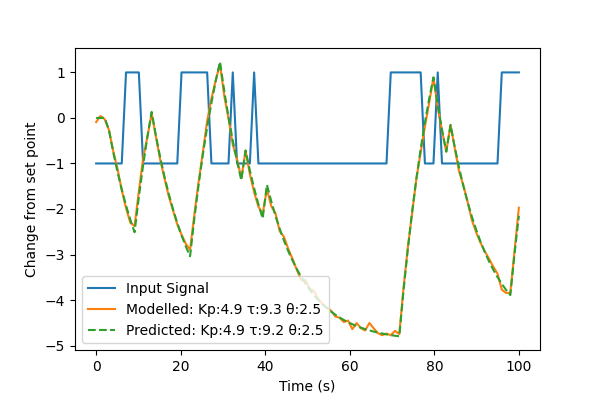 1
0
−1
−2
−3
−4
−5
Change from set point
Input Signal
Modelled: Kp:4.9 τ:9.3 θ:2.5
Predicted: Kp:4.9 τ:9.2 θ:2.5
0 20 40 60 80 100
Time (s)